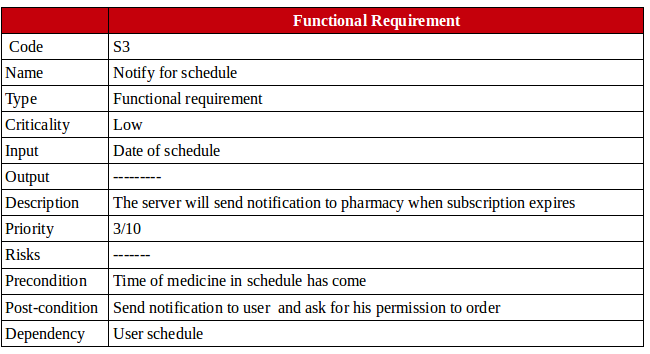 Functional Requirement
Code S3
Name Notify for schedule
Type Functional requirement
Criticality Low
Input Date of schedule
Output ---------
Description The server will send notification to pharmacy when subscription expires
Priority 3/10
Risks -------
Precondition Time of medicine in schedule has come
Post-condition Send notification to user  and ask for his permission to order
Dependency User schedule